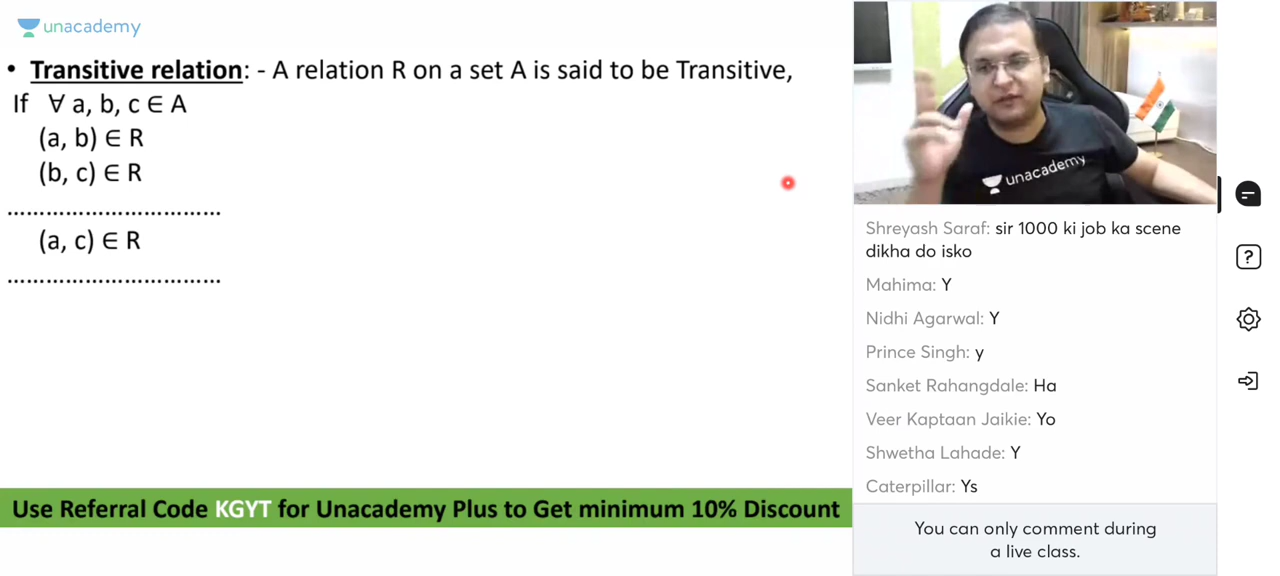 unacademy
• Transitive relation: - A relation R on a set A is said to be Transitive,
If ∀ a, b, c ∈ A
(a, b) ∈ R
(b, c) ∈ R
.................................
(a, c) ∈ R
.................................
Use Referral Code KGYT for Unacademy Plus to Get minimum 10% Discount
unacademy
Shreyash Saraf: sir 1000 ki job ka scene
dikha do isko
Mahima: Y
Nidhi Agarwal: Y
Prince Singh: y
Sanket Rahangdale: Ha
Veer Kaptaan Jaikie: Yo
Shwetha Lahade: Y
Caterpillar: Ys
You can only comment during
a live class.
?